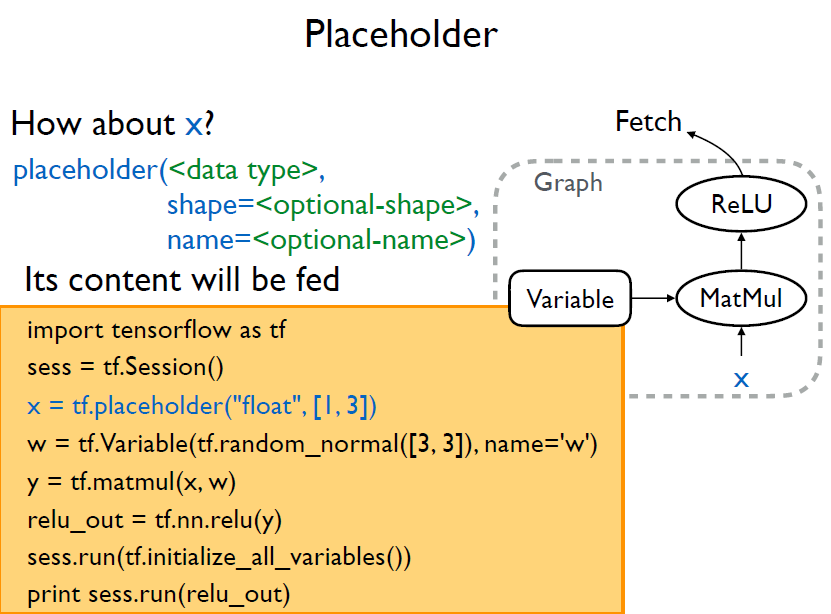 Placeholder
How about x?
placeholder(<data type>,
shape=<optional-shape>,
name=<optional-name>)
Its content will be fed
Fetch
Graph
ReLU
Variable
MatMul
x
import tensorflow as tf
sess = tf.Session()
x = tf.placeholder("float", [1, 3])
w = tf.Variable(tf.random_normal([3, 3]), name='w')
y = tf.matmul(x, w)
relu_out = tf.nn.relu(y)
sess.run(tf.initialize_all_variables())
print sess.run(relu_out)